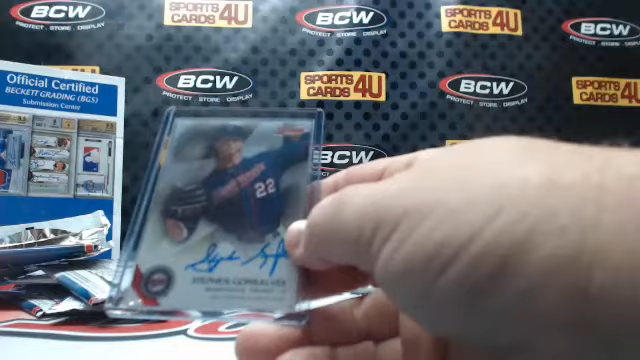 BCW
PROTECT . STORE . DISPLAY
SPORTS
CARDS 4U
BCW
PROTECT . STORE . DISPLAY
SPORTS
CARDS 4U
BCW
PROTECT . STORE . DISPLAY
Official Certified
BECKETT GRADING (BGS)
Submission Center
BCW
PROTECT . STORE . DISPLAY
SPORTS
CARDS 4U
BCW
PROTECT . STORE . DISPLAY
SPORTS
CARDS 4U
BCW
22
STEPHEN GONSALVES